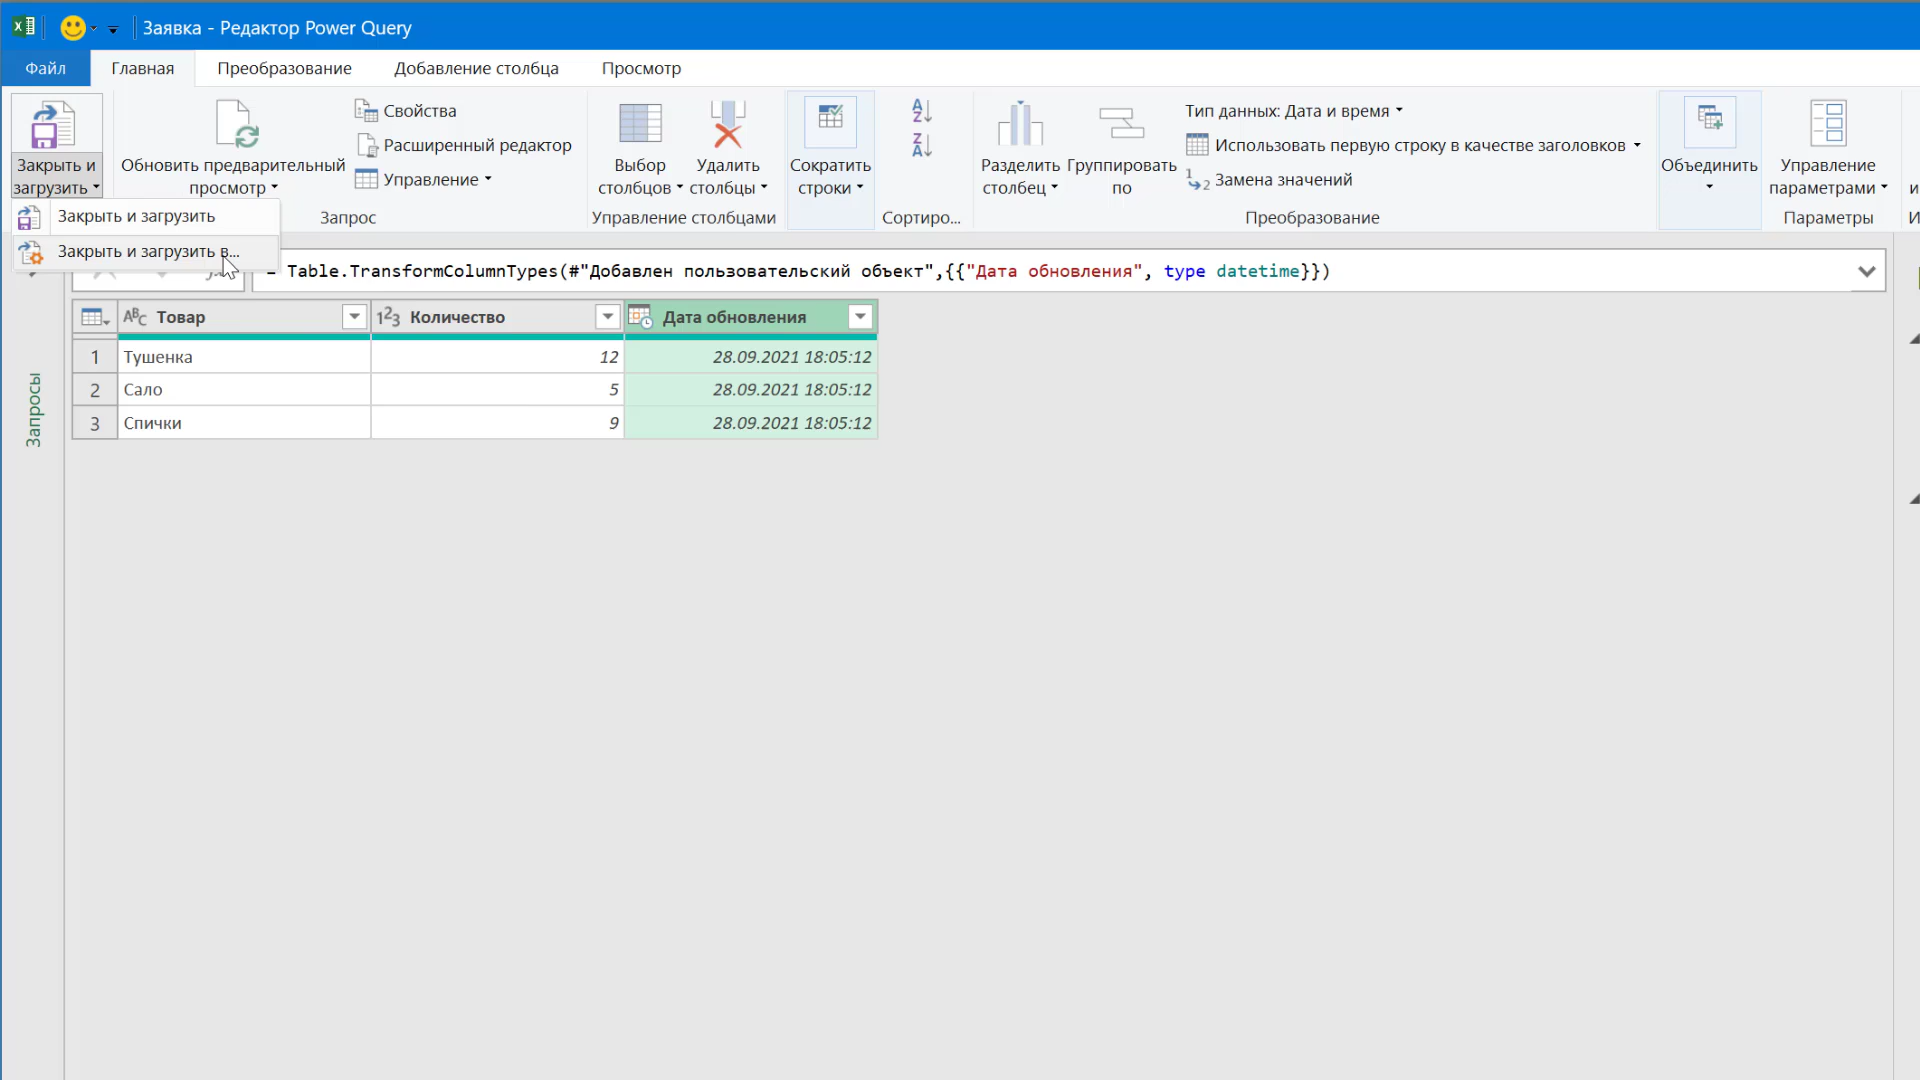 Заявка - Редактор Power Query
Файл Главная Преобразование Добавление столбца Просмотр
Закрыть и
загрузить
Обновить предварительный
просмотр
Свойства
Расширенный редактор
Управление
Запрос
Выбор
столбцов
Удалить
столбцы
Управление столбцами
Сократить
строки
Сортиро...
Разделить
столбец
Группировать
по
Тип данных: Дата и время
Использовать первую строку в качестве заголовков
Замена значений
Преобразование
Объединить
Управление
параметрами
Параметры
Закрыть и загрузить
Закрыть и загрузить в...
= Table.TransformColumnTypes(#"Добавлен пользовательский объект",{{"Дата обновления", type datetime}})
Запросы
ABC Товар 123 Количество Дата обновления
1 Тушенка 12 28.09.2021 18:05:12
2 Сало 5 28.09.2021 18:05:12
3 Спички 9 28.09.2021 18:05:12